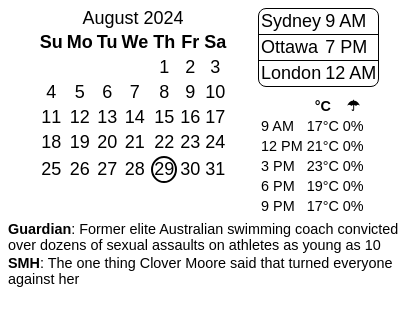 August 2024
Su Mo Tu We Th Fr Sa
1 2 3
4 5 6 7 8 9 10
11 12 13 14 15 16 17
18 19 20 21 22 23 24
25 26 27 28 29 30 31
Sydney 9 AM
Ottawa 7 PM
London 12 AM
°C ☂
9 AM 17°C 0%
12 PM 21°C 0%
3 PM 23°C 0%
6 PM 19°C 0%
9 PM 17°C 0%
Guardian: Former elite Australian swimming coach convicted
over dozens of sexual assaults on athletes as young as 10
SMH: The one thing Clover Moore said that turned everyone
against her